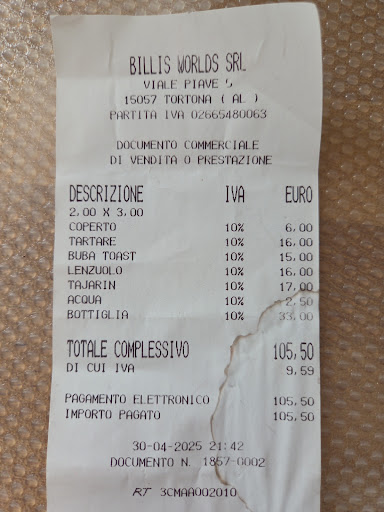 BILLIS WORLDS SRL
VIALE PIAVE 5
15057 TORTONA ( AL )
PARTITA IVA 02665480063
DOCUMENTO COMMERCIALE
DI VENDITA O PRESTAZIONE
DESCRIZIONE IVA EURO
2,00 X 3,00
COPERTO 10% 6,00
TARTARE 10% 16,00
BUBA TOAST 10% 15,00
LENZUOLO 10% 16,00
TAJARIN 10% 17,00
ACQUA 10% 2,50
BOTTIGLIA 10% 33,00
TOTALE COMPLESSIVO 105,50
DI CUI IVA 9,59
PAGAMENTO ELETTRONICO 105,50
IMPORTO PAGATO 105,50
30-04-2025 21:42
DOCUMENTO N. 1857-0002
RT 3CMAA002010